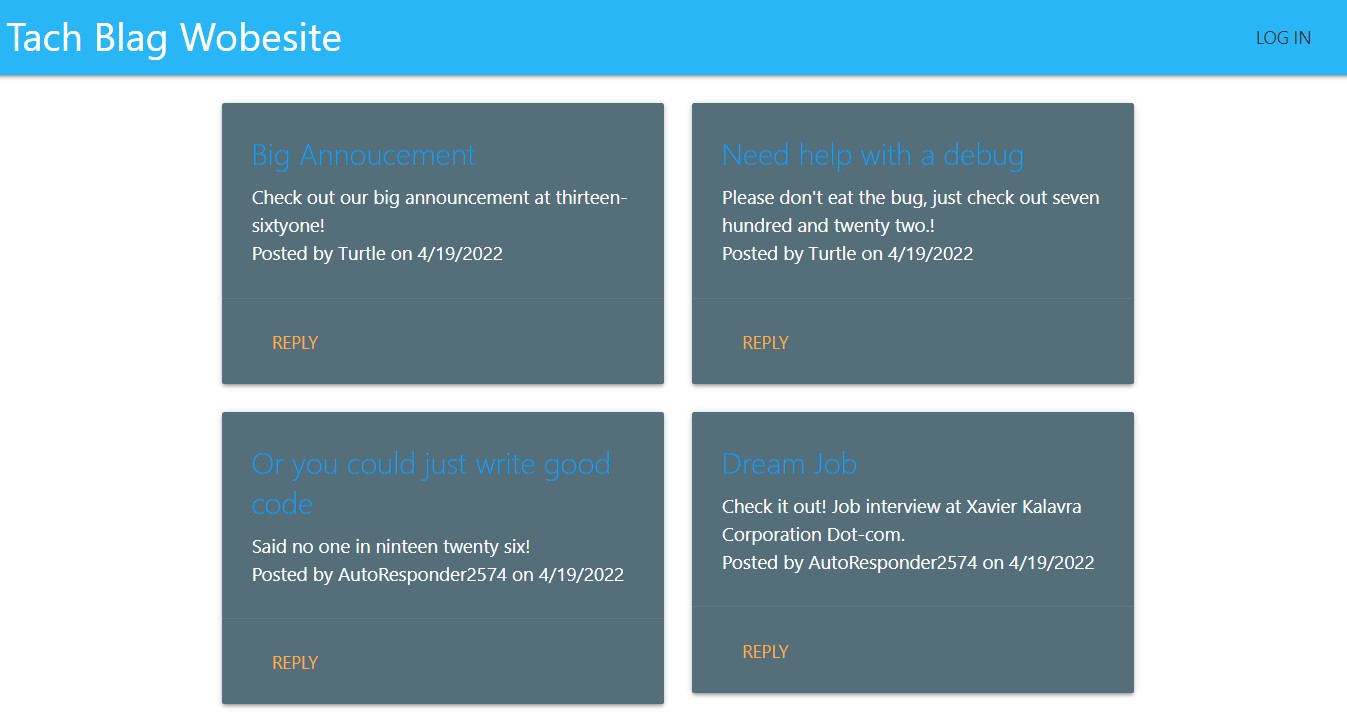 Tach Blag Wobesite
LOG IN
Big Annoucement
Check out our big announcement at thirteen-
sixtyone!
Posted by Turtle on 4/19/2022
REPLY
Need help with a debug
Please don't eat the bug, just check out seven
hundred and twenty two.!
Posted by Turtle on 4/19/2022
REPLY
Or you could just write good
code
Said no one in ninteen twenty six!
Posted by AutoResponder2574 on 4/19/2022
REPLY
Dream Job
Check it out! Job interview at Xavier Kalavra
Corporation Dot-com.
Posted by AutoResponder2574 on 4/19/2022
REPLY